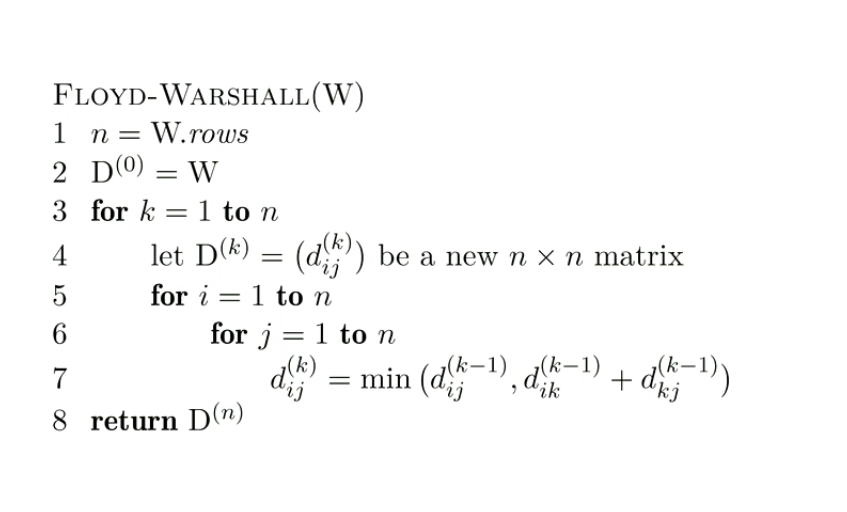 FLOYD-WARSHALL(W)
1 n = W.rows
2 D^(0) = W
3 for k = 1 to n
4 let D^(k) = (d_ij^(k)) be a new n × n matrix
5 for i = 1 to n
6 for j = 1 to n
7 d_ij^(k) = min (d_ij^(k−1), d_ik^(k−1) + d_kj^(k−1))
8 return D^(n)